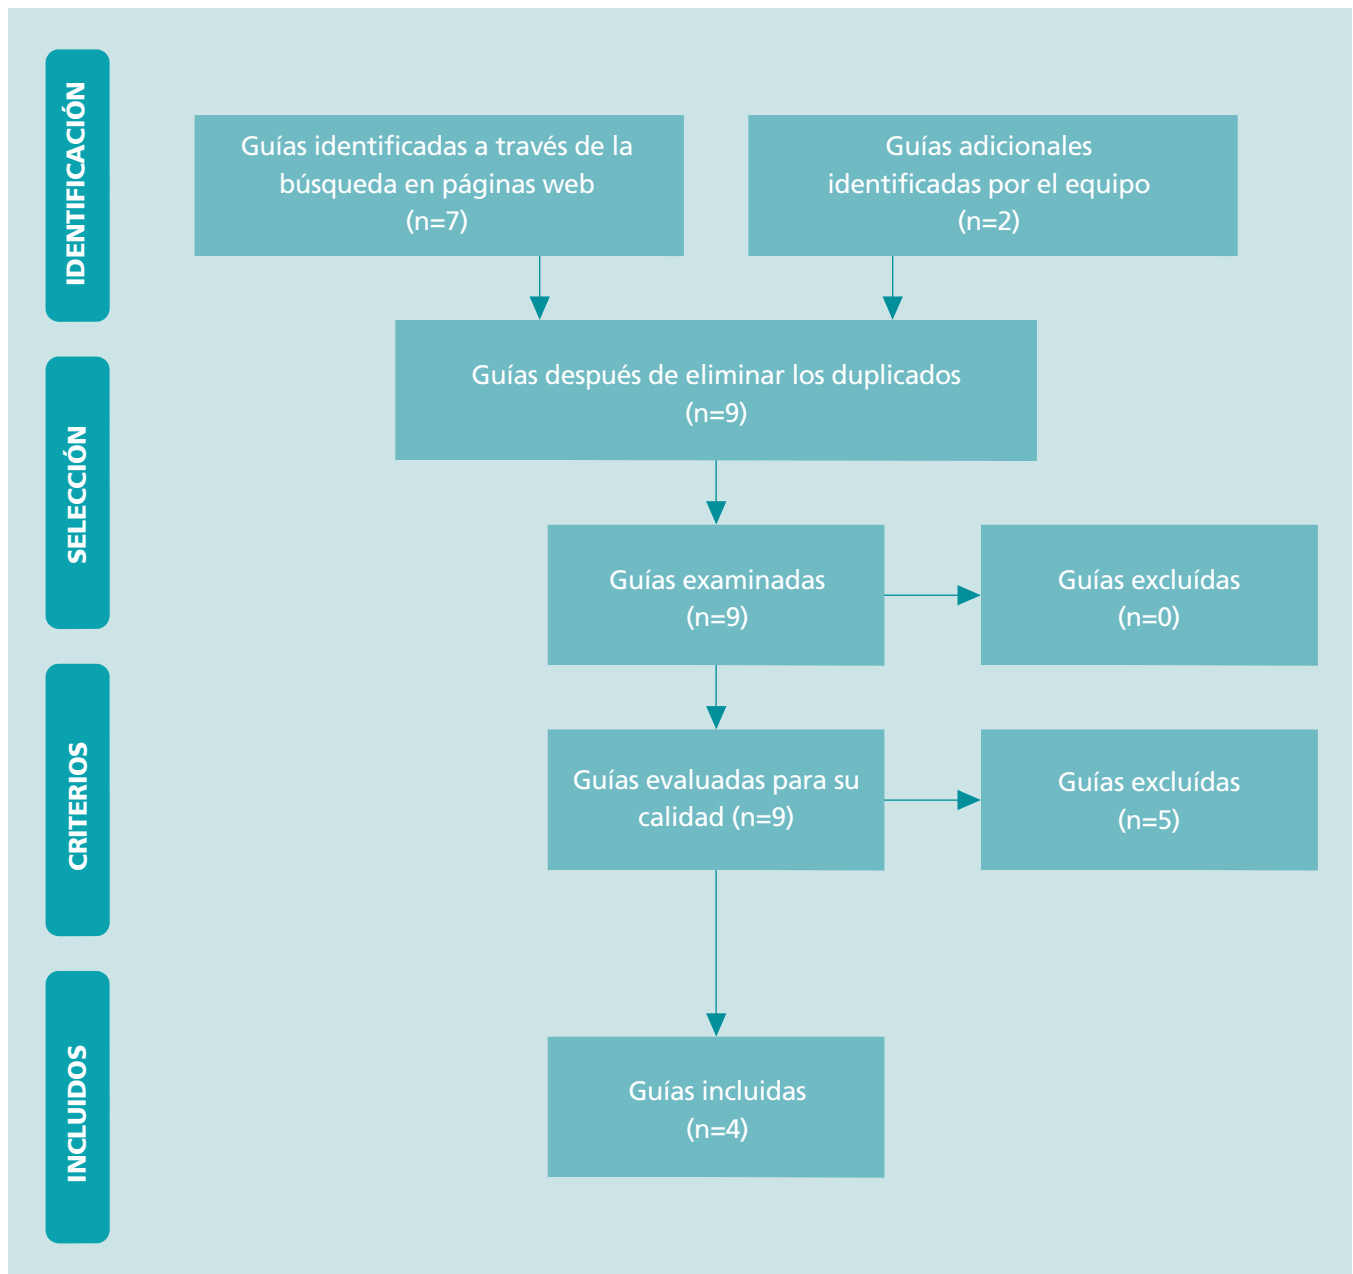 IDENTIFICACIÓN
Guías identificadas a través de la
búsqueda en páginas web
(n=7)
Guías adicionales
identificadas por el equipo
(n=2)
SELECCIÓN
Guías después de eliminar los duplicados
(n=9)
Guías examinadas
(n=9)
Guías excluídas
(n=0)
CRITERIOS
Guías evaluadas para su
calidad (n=9)
Guías excluídas
(n=5)
INCLUIDOS
Guías incluidas
(n=4)